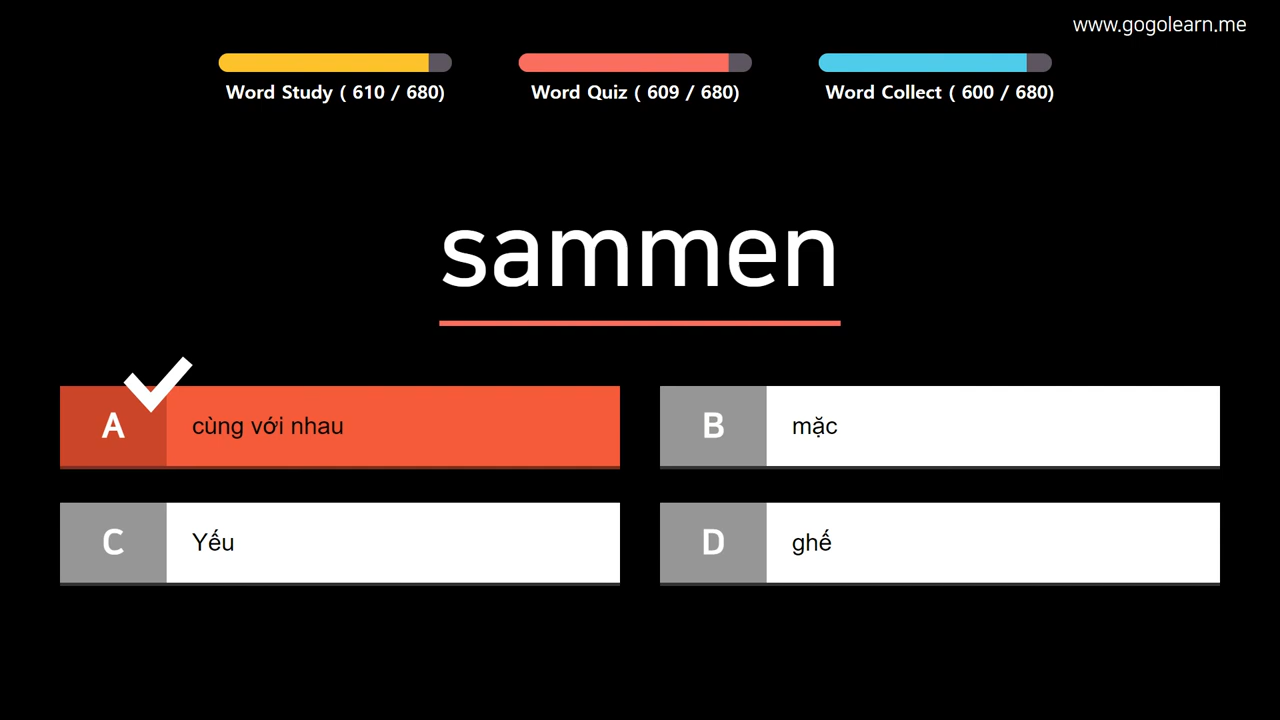 www.gogolearn.me
Word Study ( 610 / 680)
Word Quiz ( 609 / 680)
Word Collect ( 600 / 680)
sammen
A cùng với nhau
B mặc
C Yếu
D ghế